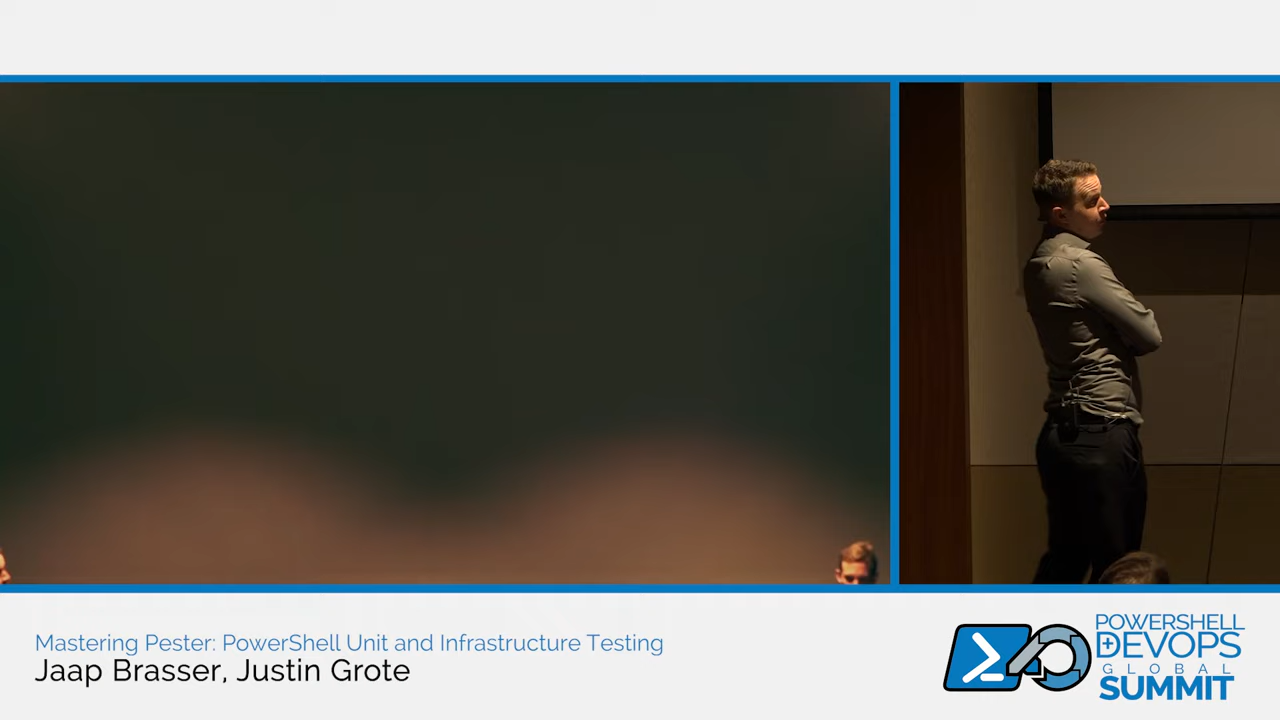 Mastering Pester: PowerShell Unit and Infrastructure Testing
Jaap Brasser, Justin Grote
POWERSHELL
+DEVOPS
GLOBAL
SUMMIT